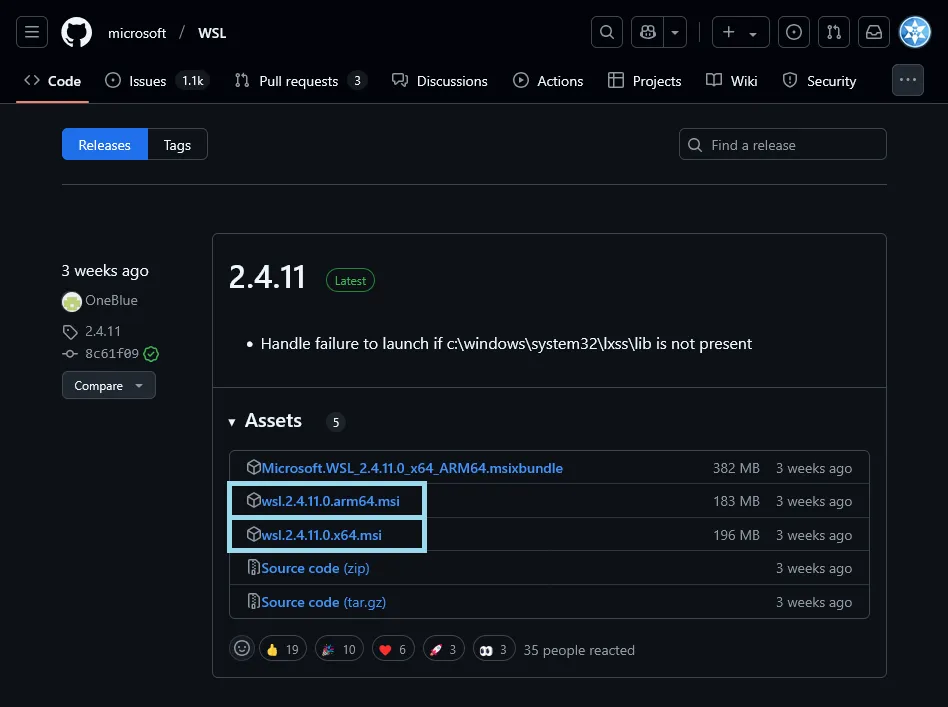 microsoft / WSL
Code Issues 1.1k Pull requests 3 Discussions Actions Projects Wiki Security
Releases Tags Find a release
3 weeks ago
OneBlue
2.4.11
8c61f09
Compare
2.4.11 Latest
Handle failure to launch if c:\windows\system32\lxss\lib is not present
Assets 5
Microsoft.WSL_2.4.11.0_x64_ARM64.msixbundle 382 MB 3 weeks ago
wsl.2.4.11.0.arm64.msi 183 MB 3 weeks ago
wsl.2.4.11.0.x64.msi 196 MB 3 weeks ago
Source code (zip) 3 weeks ago
Source code (tar.gz) 3 weeks ago
19 10 6 3 3 35 people reacted